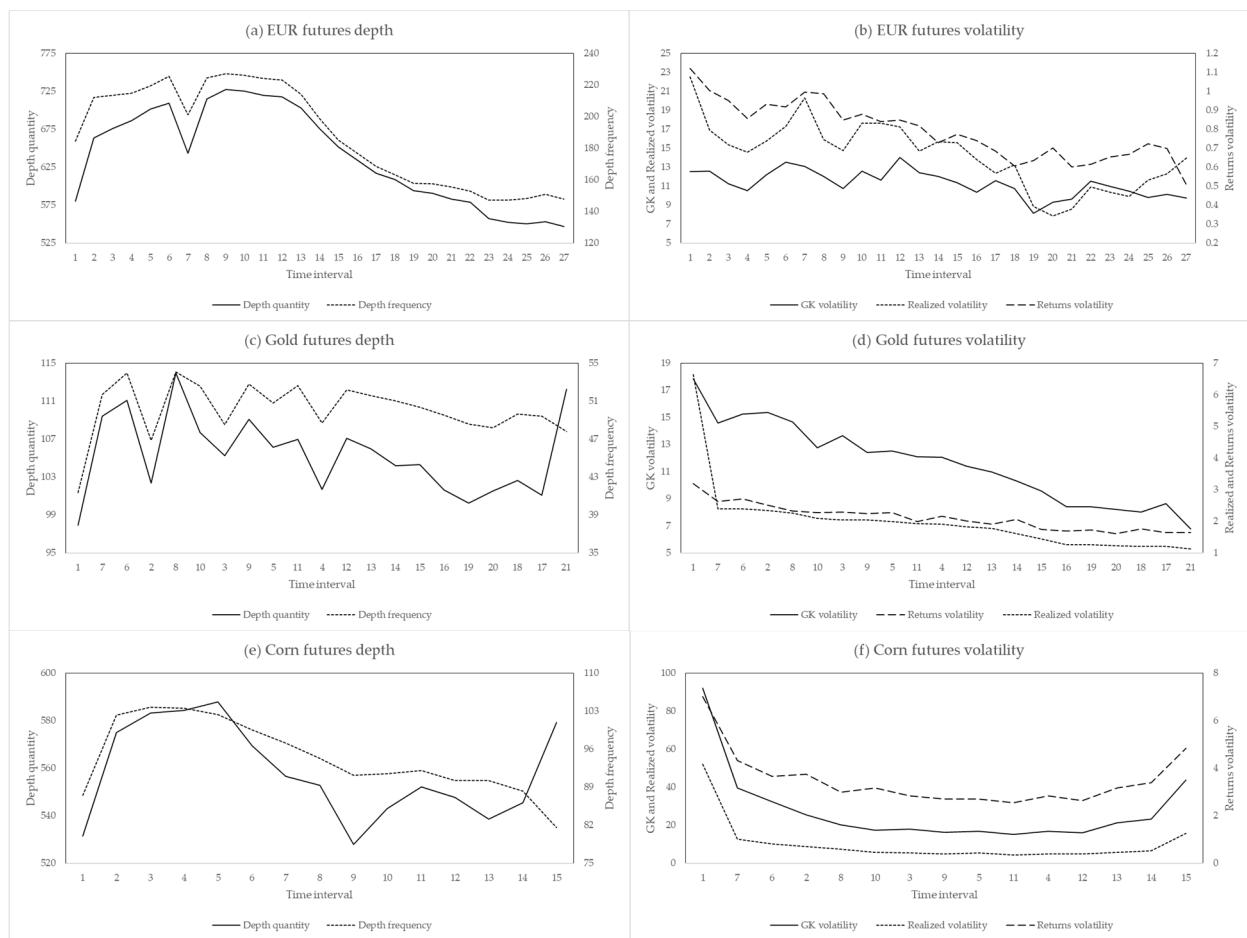 (a) EUR futures depth
775
725
675
625
575
525
240
220
200
180
160
140
120
Depth quantity
Depth frequency
1 2 3 4 5 6 7 8 9 10 11 12 13 14 15 16 17 18 19 20 21 22 23 24 25 26 27
Time interval
Depth quantity Depth frequency
(b) EUR futures volatility
25
23
21
19
17
15
13
11
9
7
5
1.2
1.1
1
0.9
0.8
0.7
0.6
0.5
0.4
0.3
0.2
GK and Realized volatility
Returns volatility
1 2 3 4 5 6 7 8 9 10 11 12 13 14 15 16 17 18 19 20 21 22 23 24 25 26 27
Time interval
GK volatility Realized volatility Returns volatility
(c) Gold futures depth
115
111
107
103
99
95
55
51
47
43
39
35
Depth quantity
Depth frequency
1 7 6 2 8 10 3 9 5 11 4 12 13 14 15 16 19 20 18 17 21
Time interval
Depth quantity Depth frequency
(d) Gold futures volatility
19
17
15
13
11
9
7
5
7
6
5
4
3
2
1
GK volatility
Realized and Returns volatility
1 7 6 2 8 10 3 9 5 11 4 12 13 14 15 16 19 20 18 17 21
Time interval
GK volatility Returns volatility Realized volatility
(e) Corn futures depth
600
580
560
540
520
110
103
96
89
82
75
Depth quantity
Depth frequency
1 2 3 4 5 6 7 8 9 10 11 12 13 14 15
Time interval
Depth quantity Depth frequency
(f) Corn futures volatility
100
80
60
40
20
0
8
6
4
2
0
GK and Realized volatility
Returns volatility
1 7 6 2 8 10 3 9 5 11 4 12 13 14 15
Time interval
GK volatility Realized volatility Returns volatility